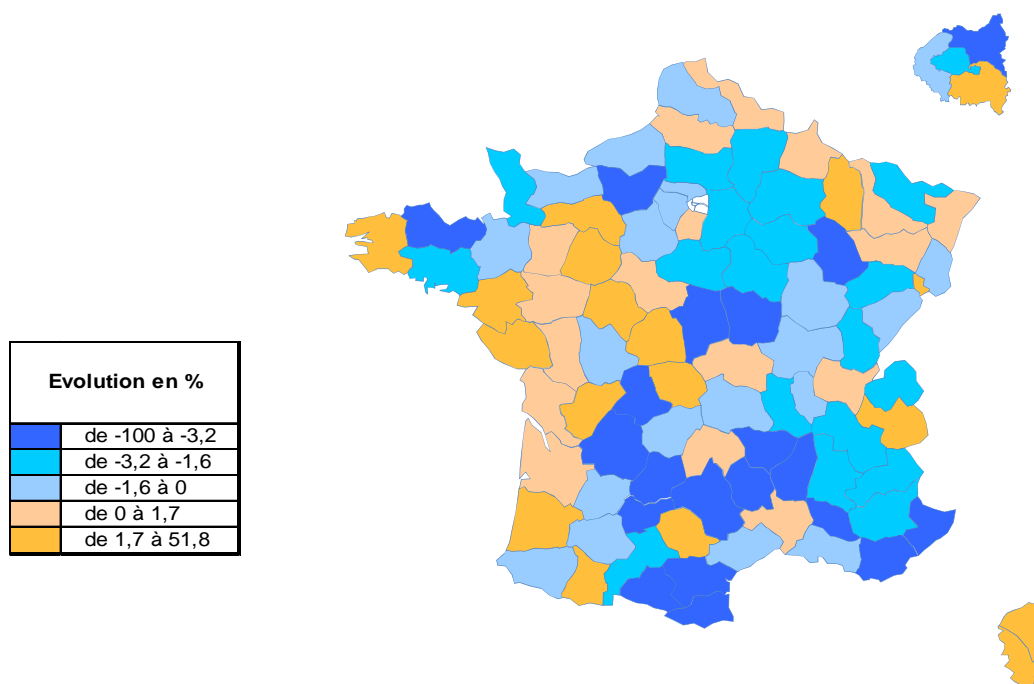 Evolution en %
de -100 à -3,2
de -3,2 à -1,6
de -1,6 à 0
de 0 à 1,7
de 1,7 à 51,8